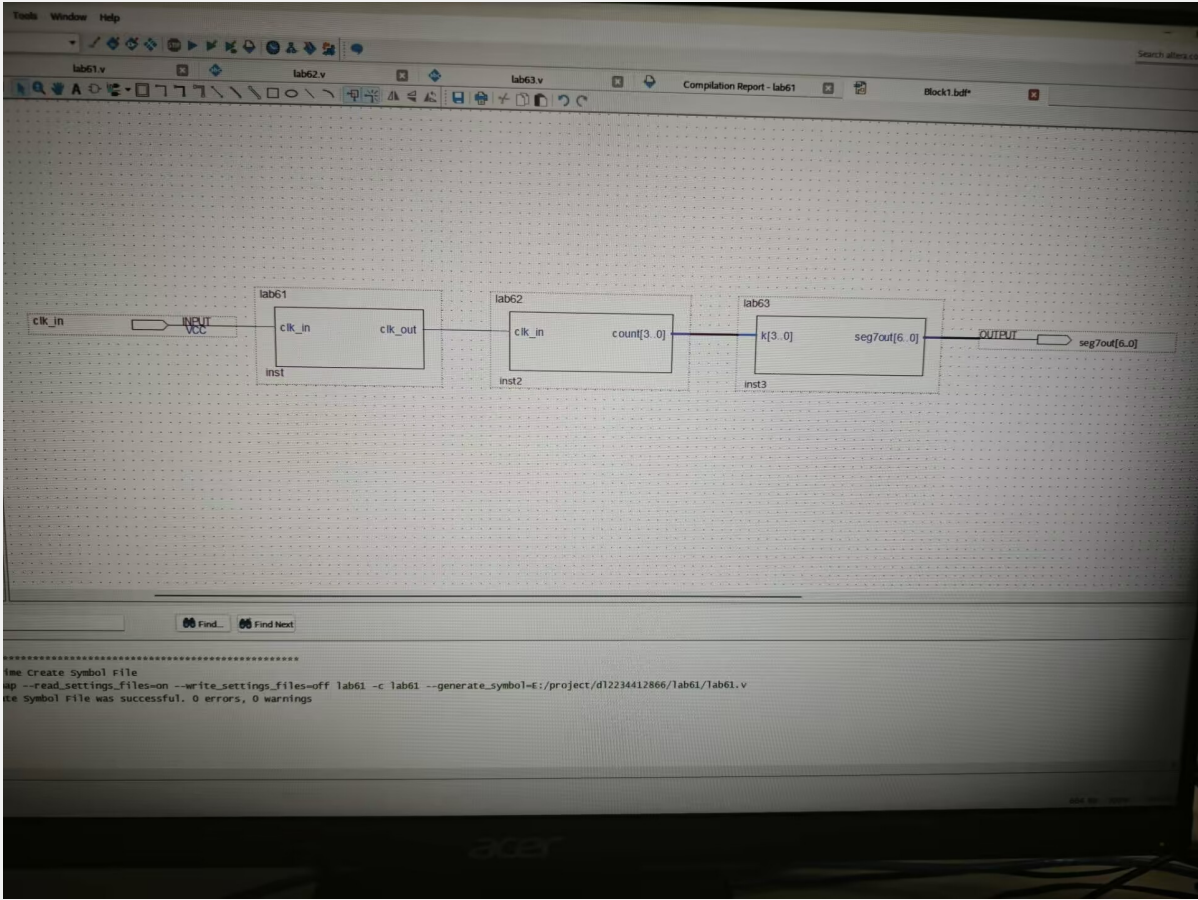 Tools Window Help
Search altera.co
lab61.v lab62.v lab63.v Compilation Report - lab61 Block1.bdf*
lab61 lab62 lab63
clk_in INPUT clk_in clk_out clk_in count[3..0] k[3..0] seg7out[6..0] OUTPUT seg7out[6..0]
VCC
inst inst2 inst3
Find... Find Next
****************************************************
ime Create Symbol File
ap --read_settings_files=on --write_settings_files=off lab61 -c lab61 --generate_symbol=E:/project/dl2234412866/lab61/lab61.v
te Symbol File was successful. 0 errors, 0 warnings
acer